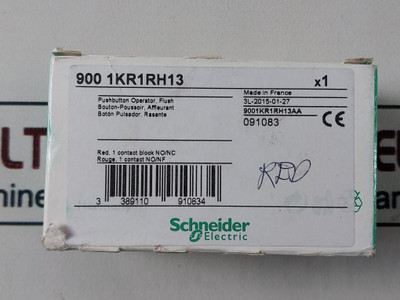 900 1KR1RH13
x1
Pushbutton Operator, Flush
Bouton-Poussoir, Affleurant
Botón Pulsador, Rasante
Made in France
3L-2015-01-27
9001KR1RH13AA
091083
CE
Red, 1 contact block NO/NC
Rouge, 1 contact NO/NF
RED
3 389110 910834
Schneider
Electric